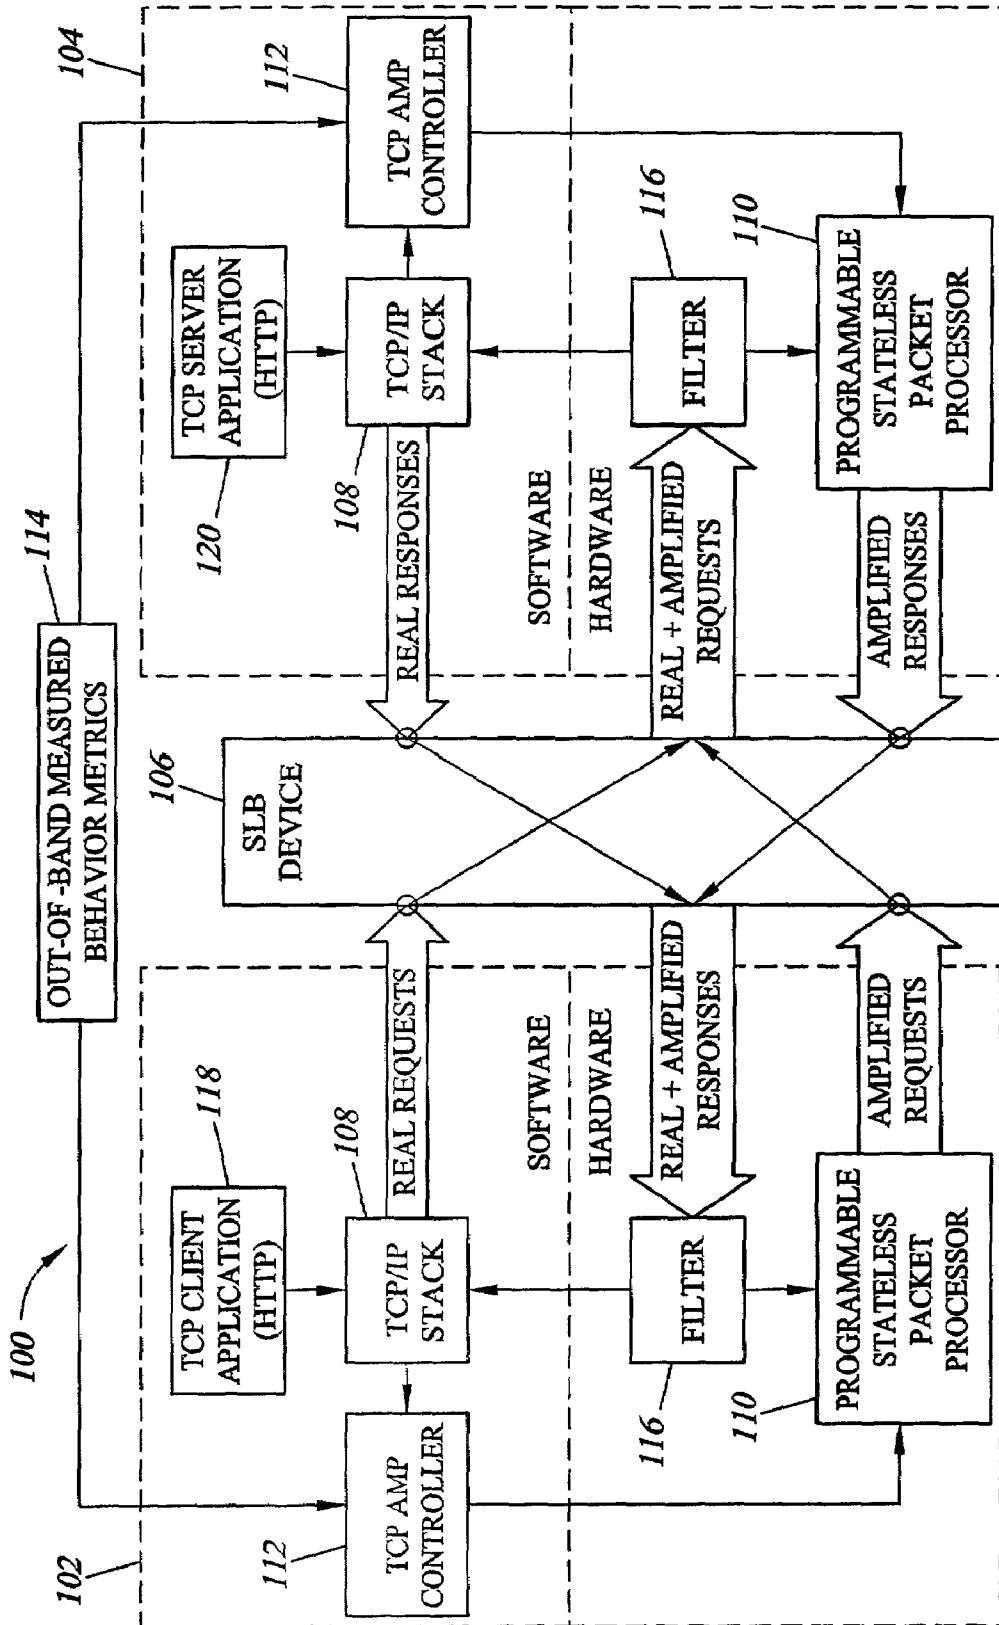 100
OUT-OF-BAND MEASURED
BEHAVIOR METRICS
114
102
104
TCP CLIENT
APPLICATION
(HTTP)
118
TCP AMP
CONTROLLER
112
TCP/IP
STACK
108
REAL REQUESTS
SOFTWARE
HARDWARE
FILTER
116
REAL + AMPLIFIED
RESPONSES
PROGRAMMABLE
STATELESS
PACKET
PROCESSOR
110
AMPLIFIED
REQUESTS
106
SLB
DEVICE
TCP SERVER
APPLICATION
(HTTP)
120
REAL RESPONSES
108
TCP/IP
STACK
TCP AMP
CONTROLLER
112
SOFTWARE
HARDWARE
REAL + AMPLIFIED
REQUESTS
FILTER
116
AMPLIFIED
RESPONSES
PROGRAMMABLE
STATELESS
PACKET
PROCESSOR
110